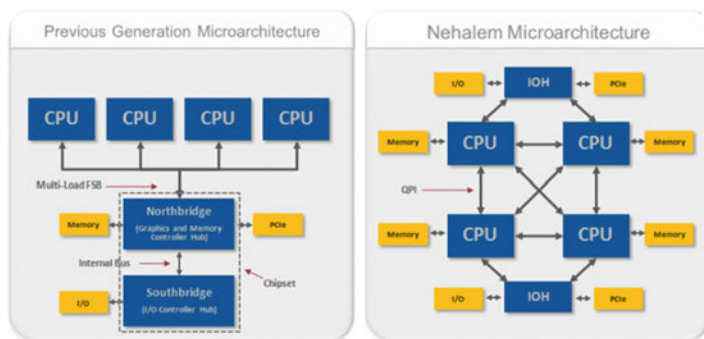 Previous Generation Microarchitecture
CPU CPU CPU CPU
Multi-Load FSB
Memory
Northbridge
(Graphics and Memory
Controller Hub)
PCIe
Internal Bus
Chipset
I/O
Southbridge
(I/O Controller Hub)
Nehalem Microarchitecture
I/O IOH PCIe
Memory CPU CPU Memory
QPI
Memory CPU CPU Memory
I/O IOH PCIe